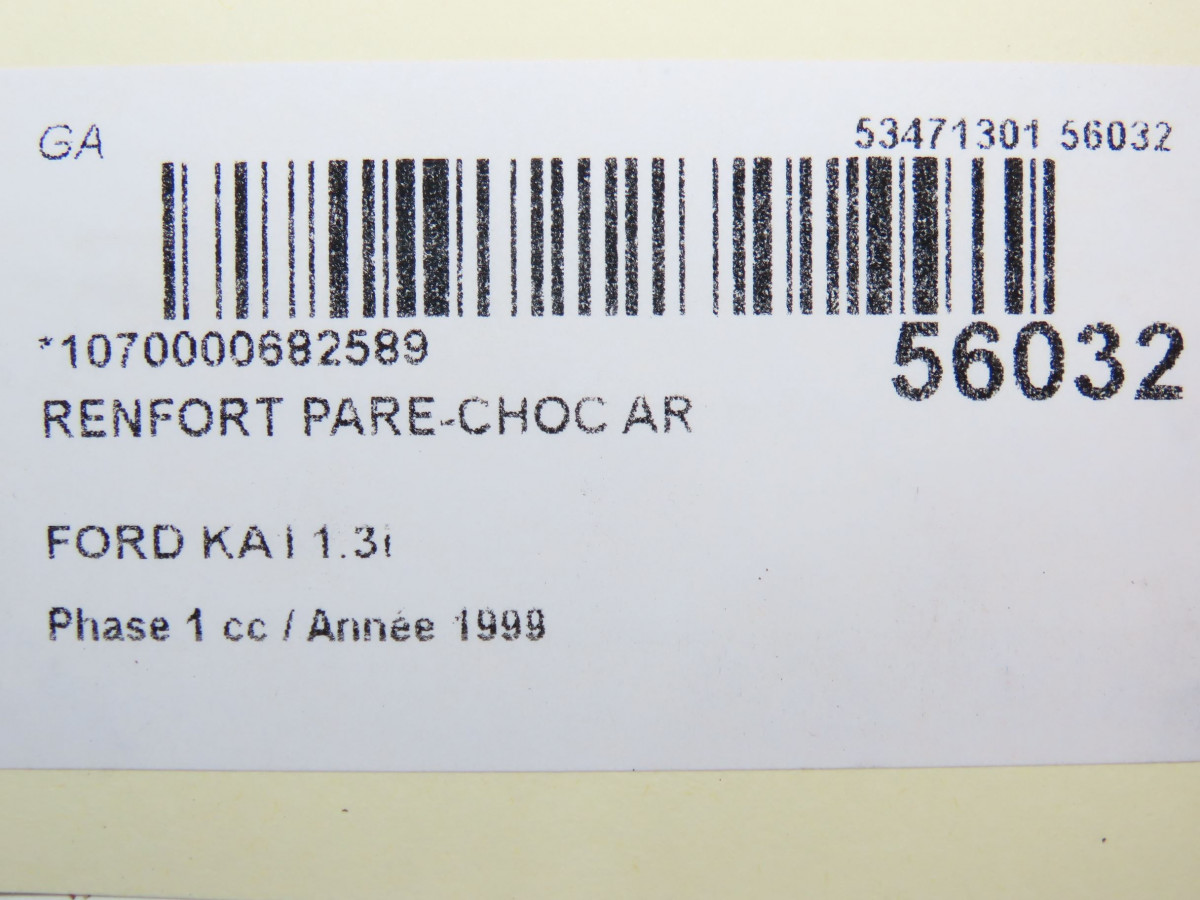 GA
53471301 56032
*1070000682589
56032
RENFORT PARE-CHOC AR
FORD KA I 1.3i
Phase 1 cc / Année 1999